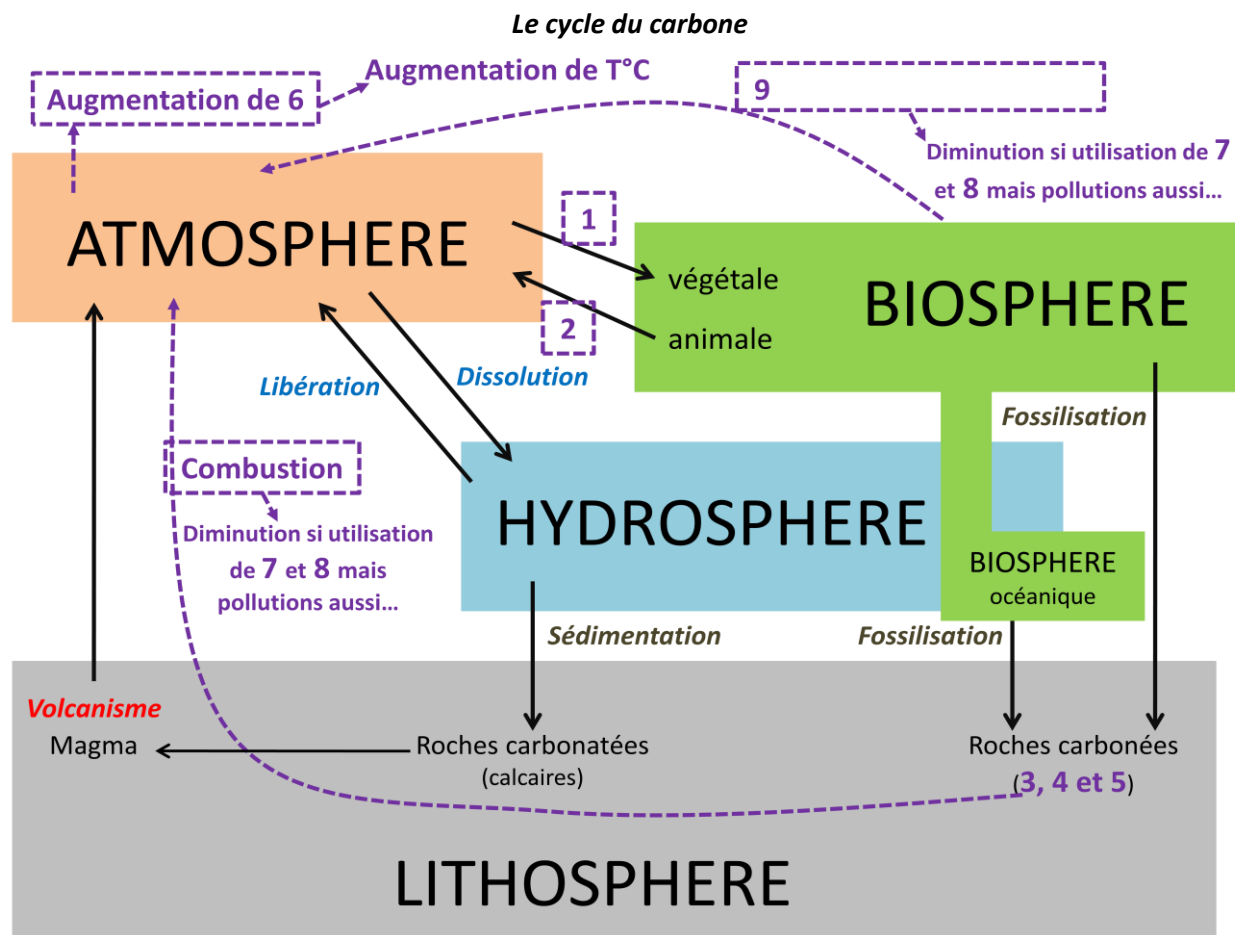 Le cycle du carbone
Augmentation de T°C
Augmentation de 6
9
Diminution si utilisation de 7
et 8 mais pollutions aussi…
ATMOSPHERE
1
2
végétale
animale
BIOSPHERE
Libération
Dissolution
Fossilisation
Combustion
Diminution si utilisation
de 7 et 8 mais
pollutions aussi…
HYDROSPHERE
BIOSPHERE
océanique
Sédimentation
Fossilisation
Volcanisme
Magma
Roches carbonatées
(calcaires)
Roches carbonées
(3, 4 et 5)
LITHOSPHERE